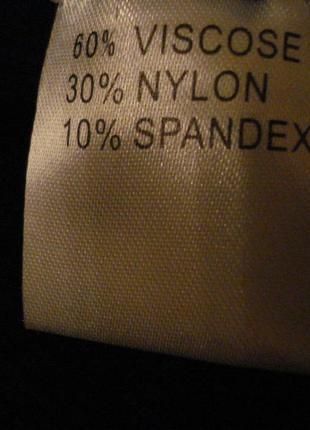 60% VISCOSE
30% NYLON
10% SPANDEX